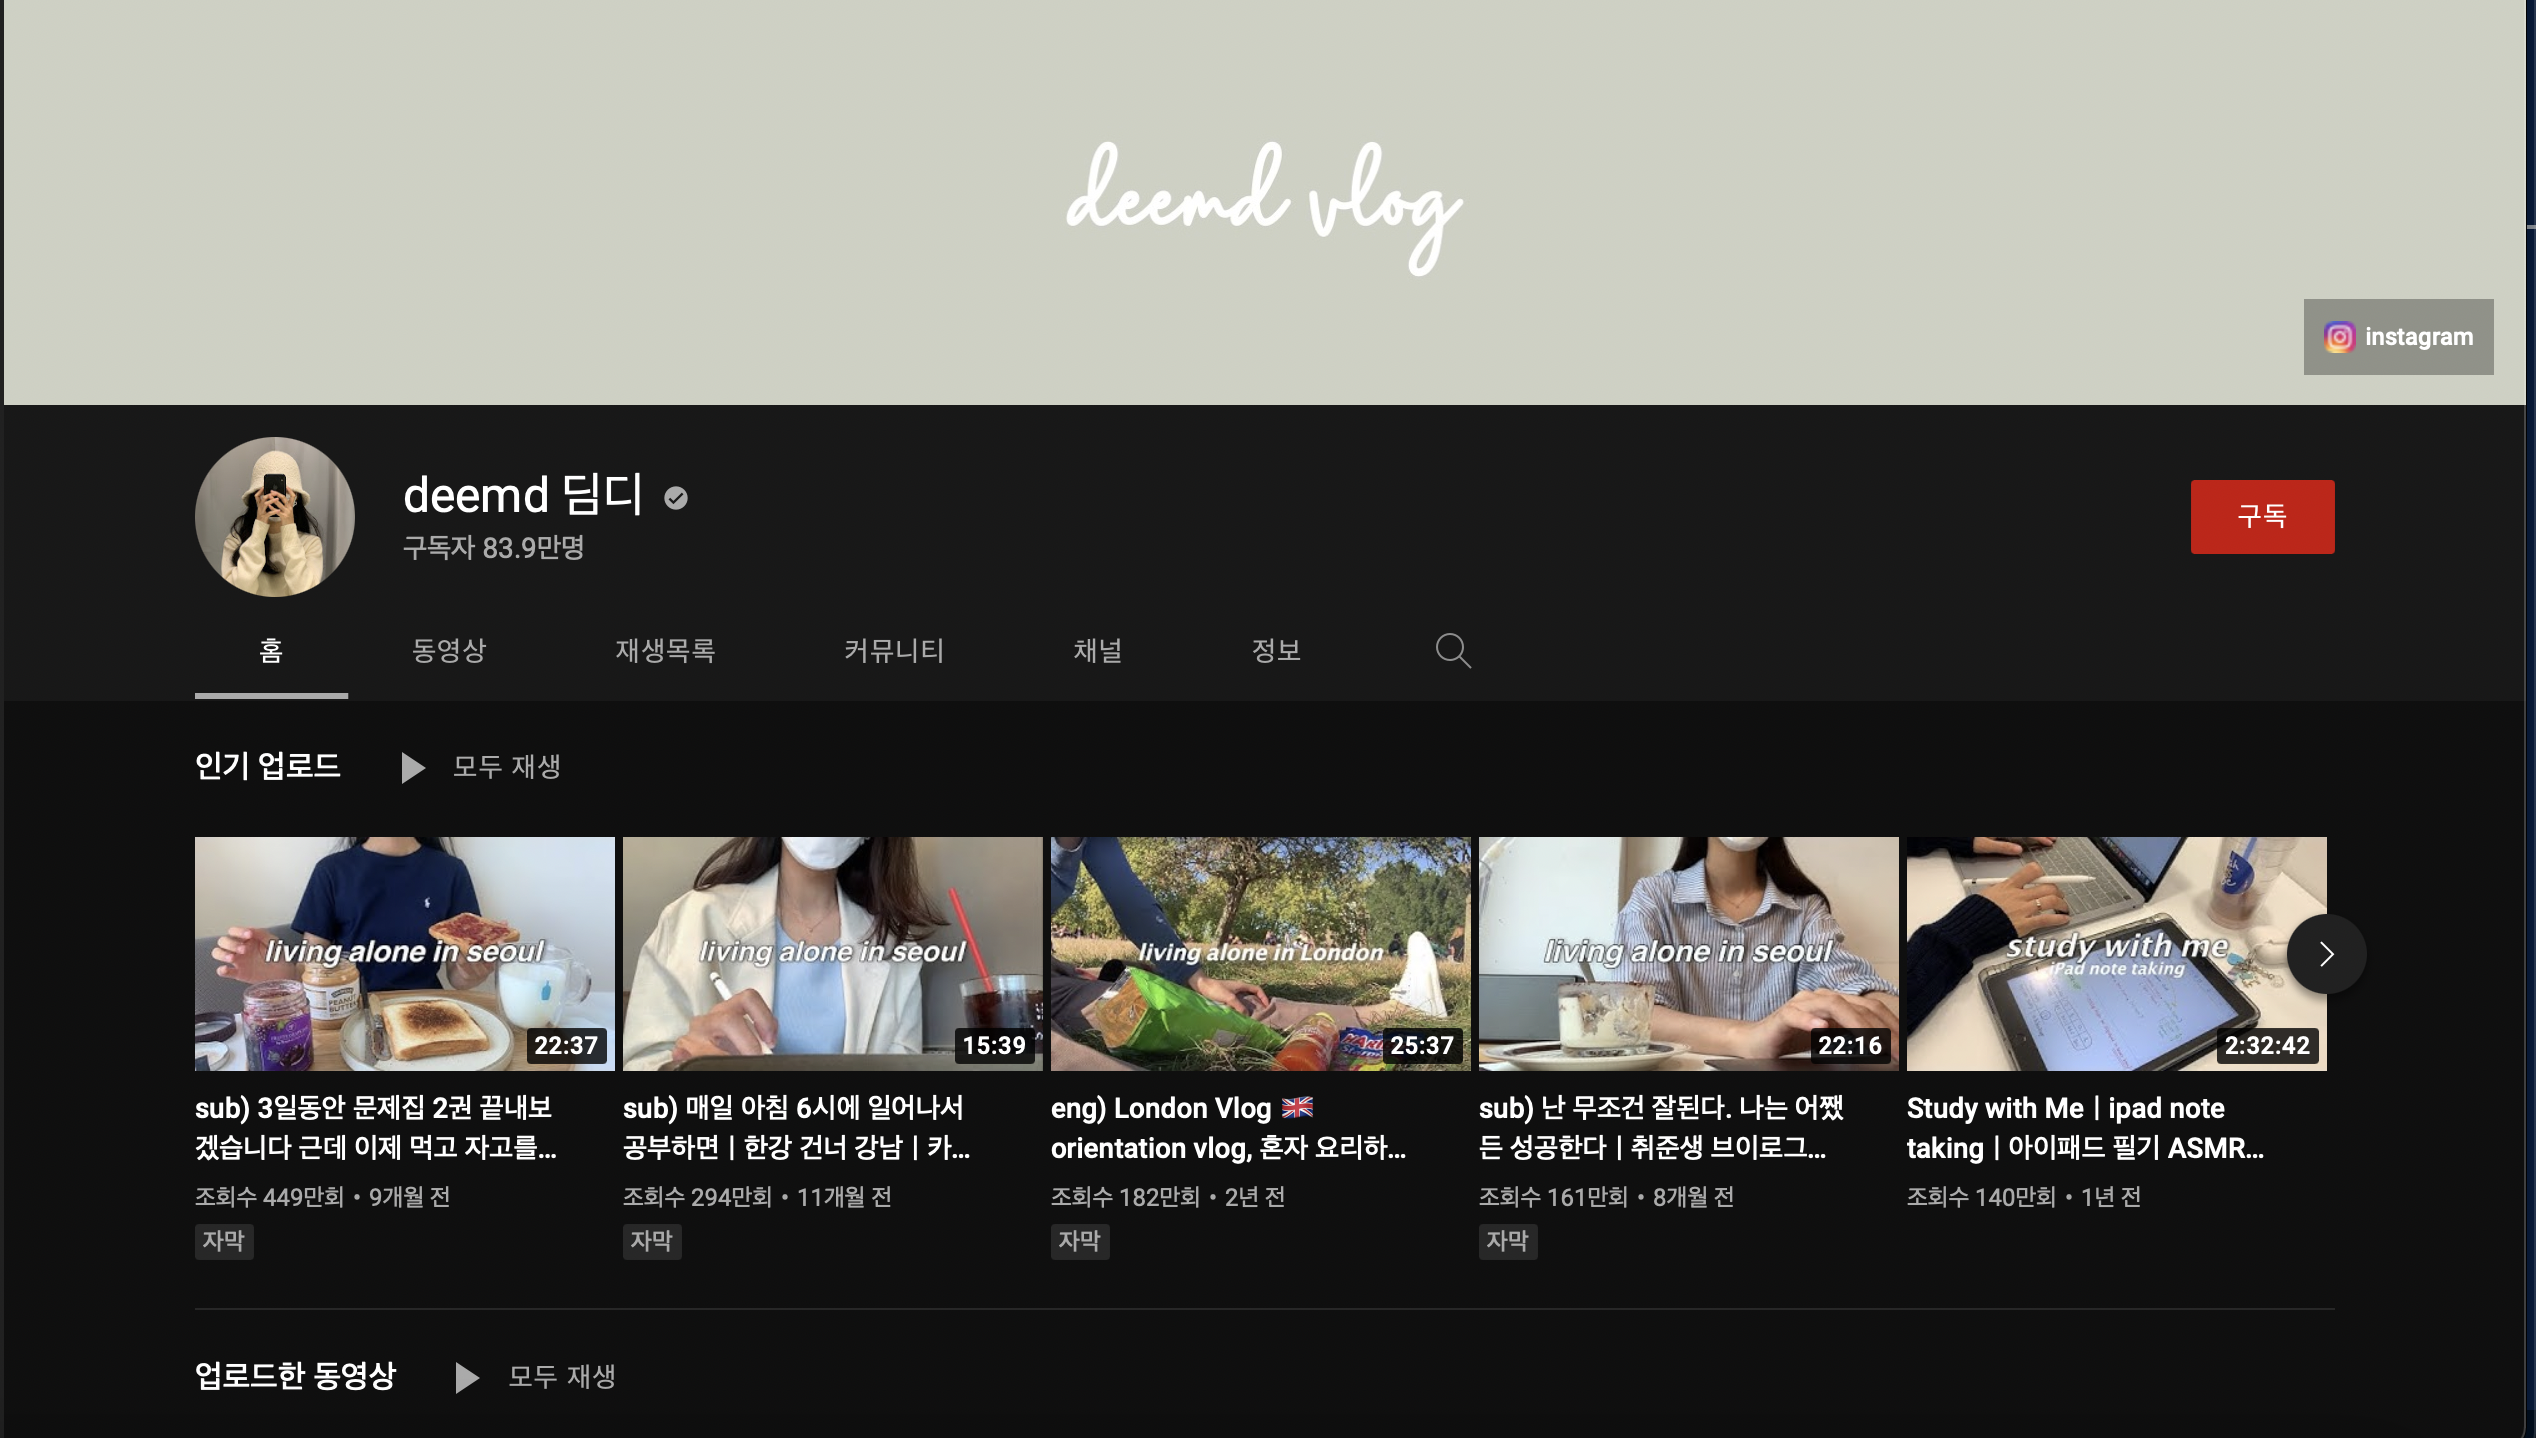 deemd vlog
instagram
deemd 딤디
구독자 83.9만명
구독
홈 동영상 재생목록 커뮤니티 채널 정보
인기 업로드 모두 재생
living alone in seoul
22:37
living alone in seoul
15:39
living alone in London
25:37
living alone in seoul
22:16
study with me
iPad note taking
2:32:42
sub) 3일동안 문제집 2권 끝내보
겠습니다 근데 이제 먹고 자고를...
조회수 449만회 • 9개월 전
자막
sub) 매일 아침 6시에 일어나서
공부하면 | 한강 건너 강남 | 카...
조회수 294만회 • 11개월 전
자막
eng) London Vlog 🇬🇧
orientation vlog, 혼자 요리하...
조회수 182만회 • 2년 전
자막
sub) 난 무조건 잘된다. 나는 어쨌
든 성공한다 | 취준생 브이로그...
조회수 161만회 • 8개월 전
자막
Study with Me | ipad note
taking | 아이패드 필기 ASMR...
조회수 140만회 • 1년 전
업로드한 동영상 모두 재생